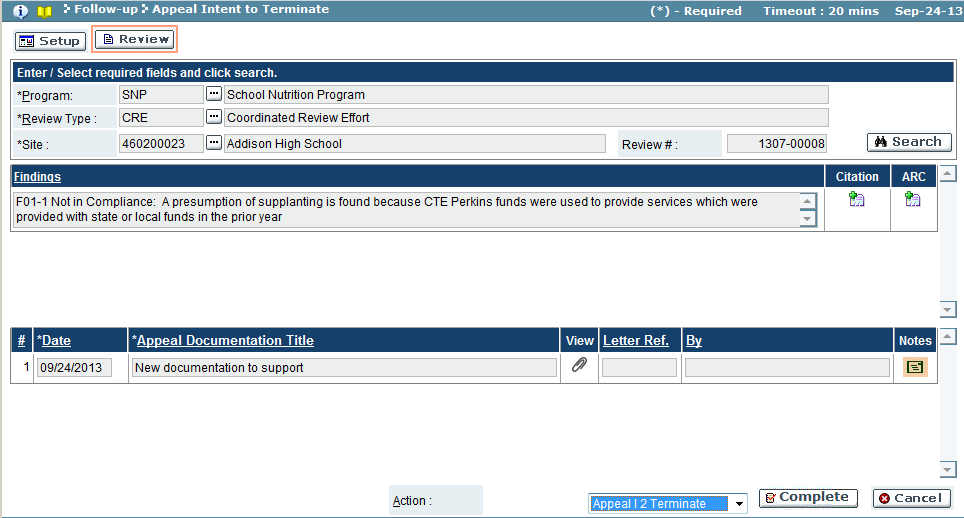 Follow-up Appeal Intent to Terminate (*) - Required Timeout : 20 mins Sep-24-13
Setup Review
Enter / Select required fields and click search.
*Program: SNP ... School Nutrition Program
*Review Type : CRE ... Coordinated Review Effort
*Site : 460200023 ... Addison High School Review # : 1307-00008 Search
Findings Citation ARC
F01-1 Not in Compliance: A presumption of supplanting is found because CTE Perkins funds were used to provide services which were
provided with state or local funds in the prior year
# *Date *Appeal Documentation Title View Letter Ref. By Notes
1 09/24/2013 New documentation to support
Action : Appeal I 2 Terminate Complete Cancel